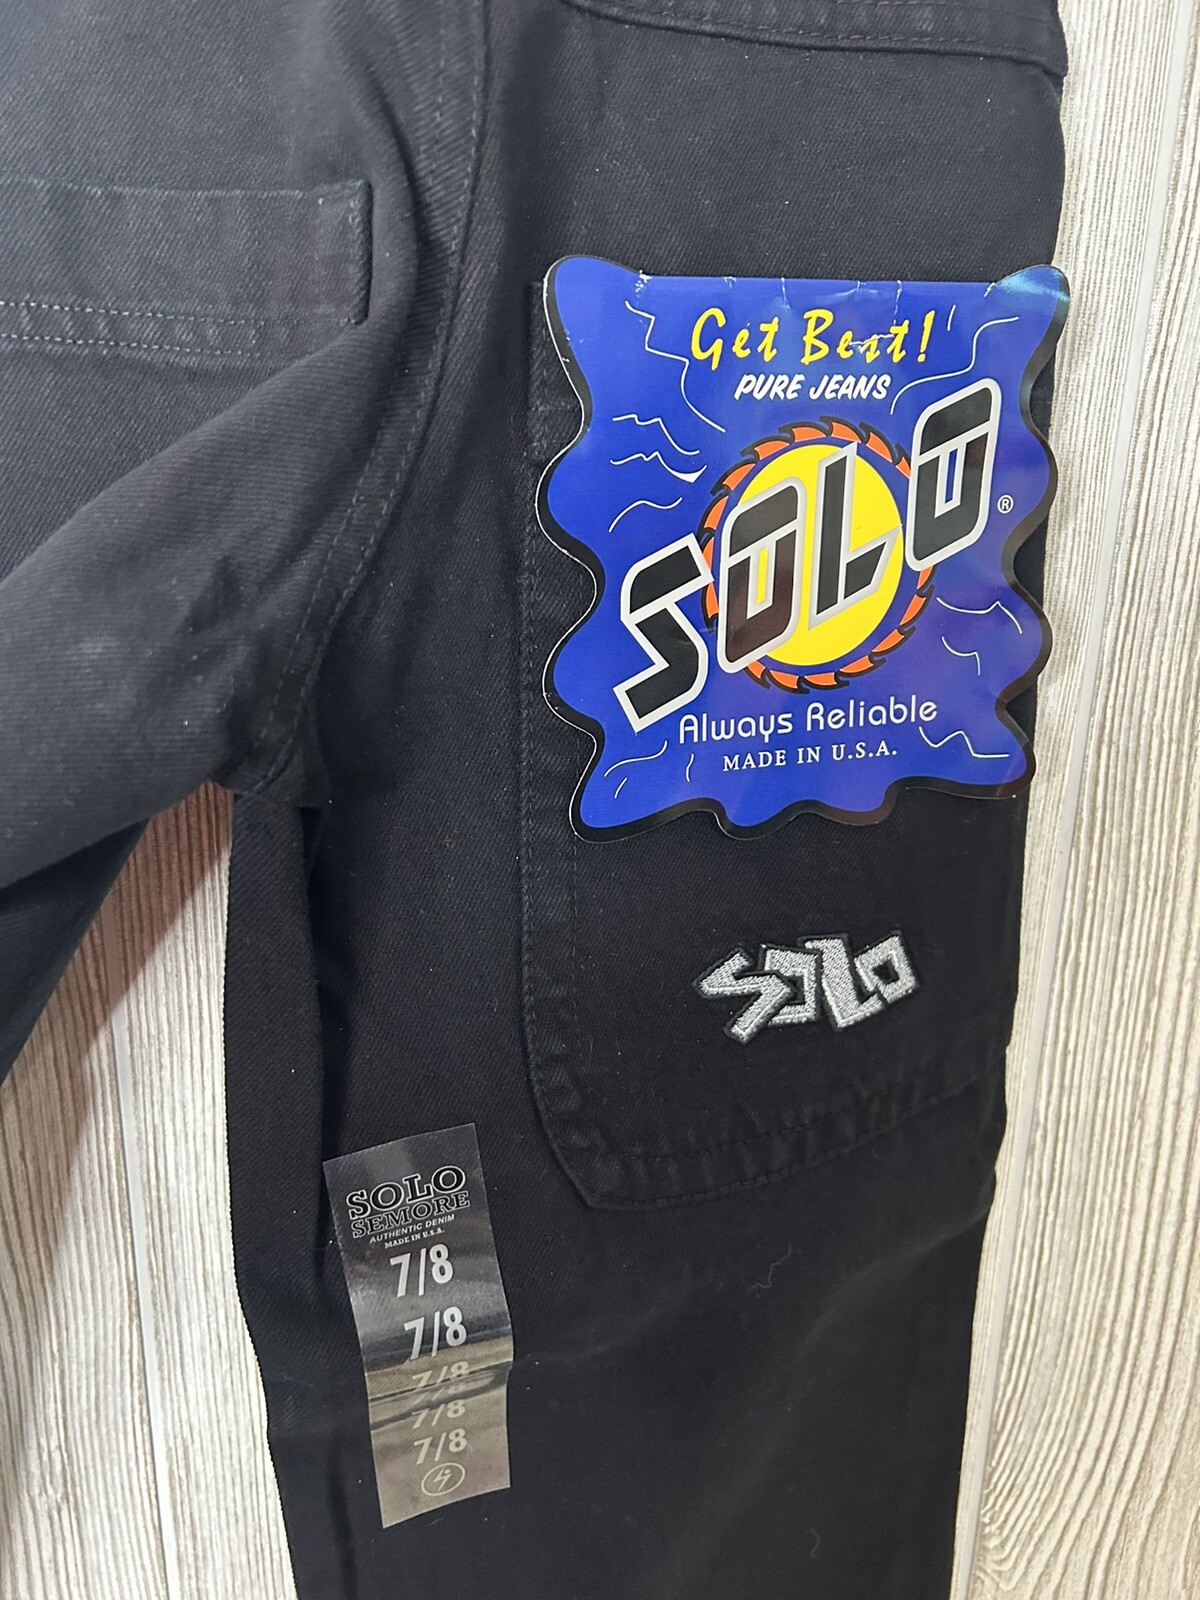 Get Best!
PURE JEANS
SOLO ®
Always Reliable
MADE IN U.S.A.
SOLO
SOLO
SEMORE
AUTHENTIC DENIM
MADE IN U.S.A.
7/8
7/8
7/8
7/8
7/8